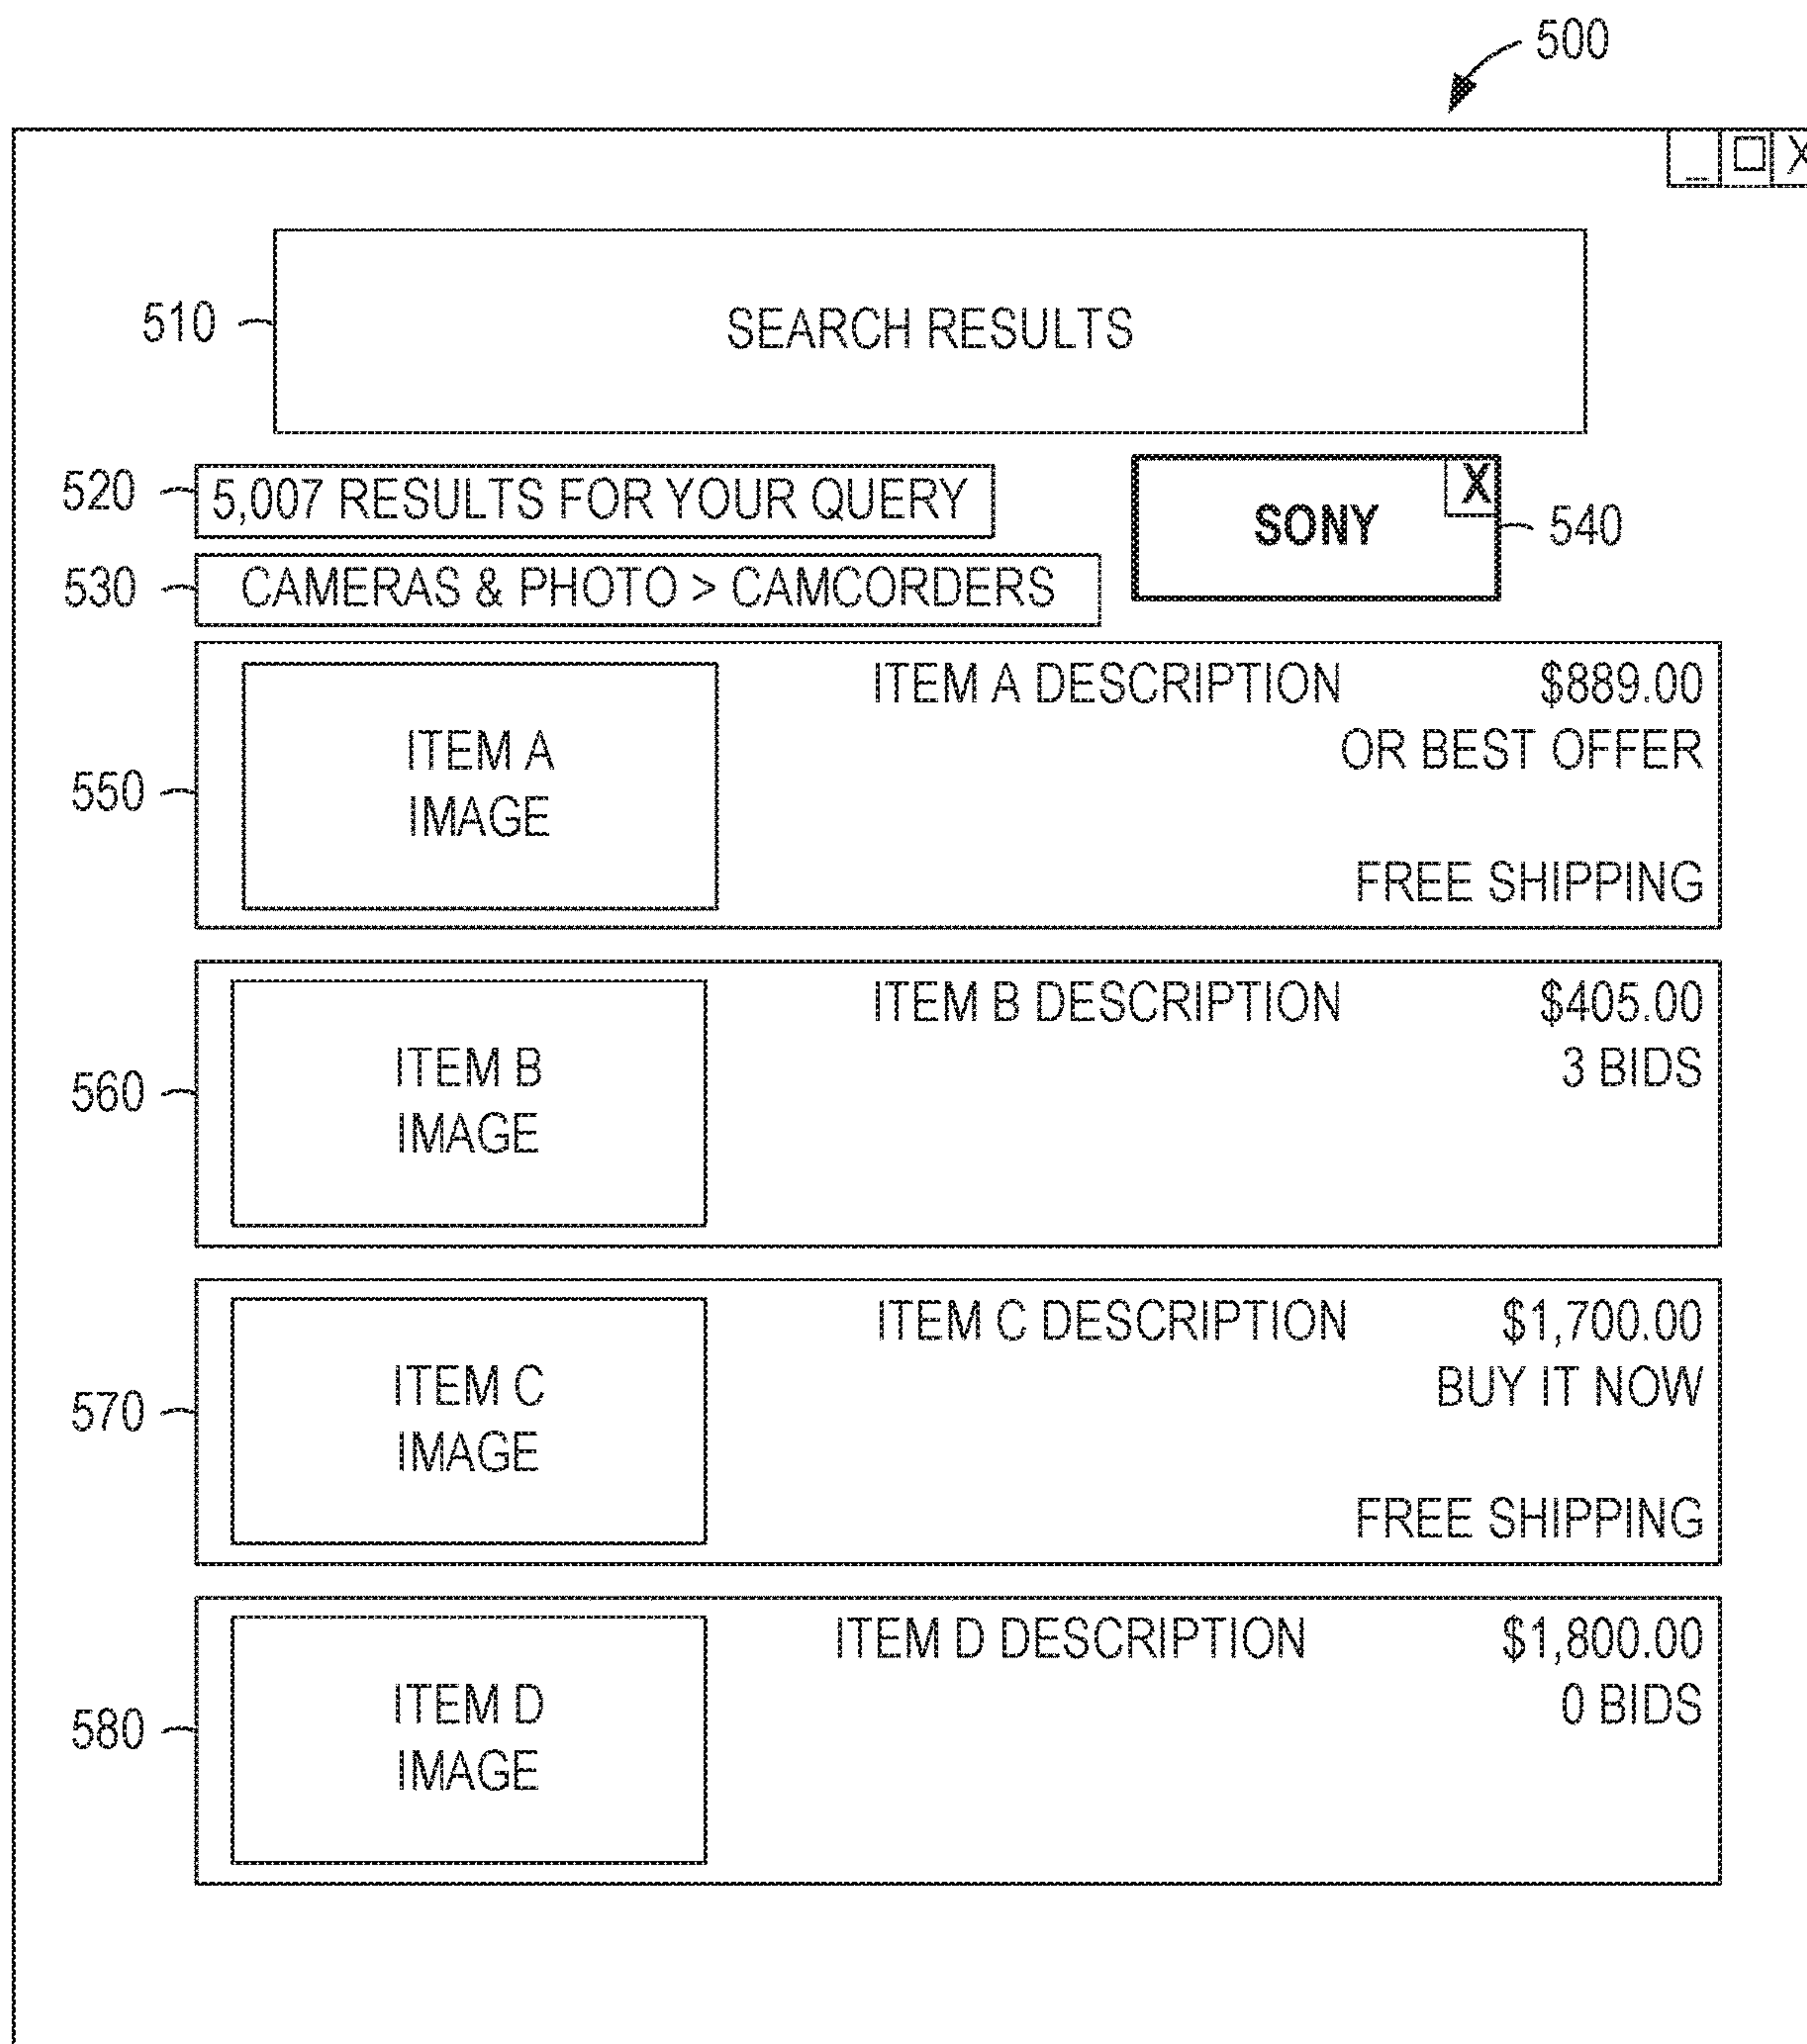 500
_ □ X
510
SEARCH RESULTS
520
5,007 RESULTS FOR YOUR QUERY
X
SONY
540
530
CAMERAS & PHOTO > CAMCORDERS
550
ITEM A
IMAGE
ITEM A DESCRIPTION
$889.00
OR BEST OFFER
FREE SHIPPING
560
ITEM B
IMAGE
ITEM B DESCRIPTION
$405.00
3 BIDS
570
ITEM C
IMAGE
ITEM C DESCRIPTION
$1,700.00
BUY IT NOW
FREE SHIPPING
580
ITEM D
IMAGE
ITEM D DESCRIPTION
$1,800.00
0 BIDS